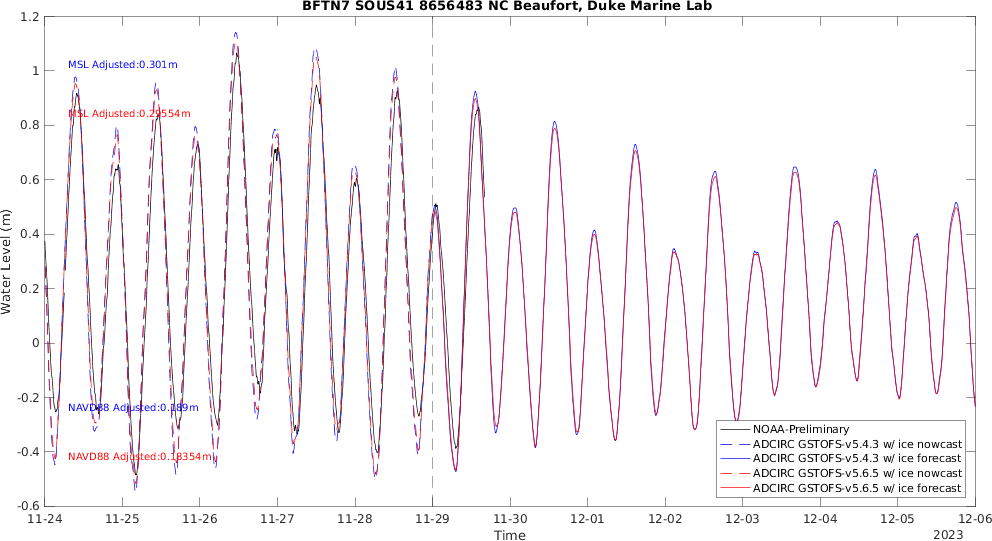 BFTN7 SOUS41 8656483 NC Beaufort, Duke Marine Lab
1.2
1
0.8
0.6
0.4
0.2
0
-0.2
-0.4
-0.6
Water Level (m)
MSL Adjusted:0.301m
MSL Adjusted:0.29554m
NAVD88 Adjusted:0.189m
NAVD88 Adjusted:0.18354m
NOAA-Preliminary
ADCIRC GSTOFS-v5.4.3 w/ ice nowcast
ADCIRC GSTOFS-v5.4.3 w/ ice forecast
ADCIRC GSTOFS-v5.6.5 w/ ice nowcast
ADCIRC GSTOFS-v5.6.5 w/ ice forecast
11-24 11-25 11-26 11-27 11-28 11-29 11-30 12-01 12-02 12-03 12-04 12-05 12-06
Time
2023